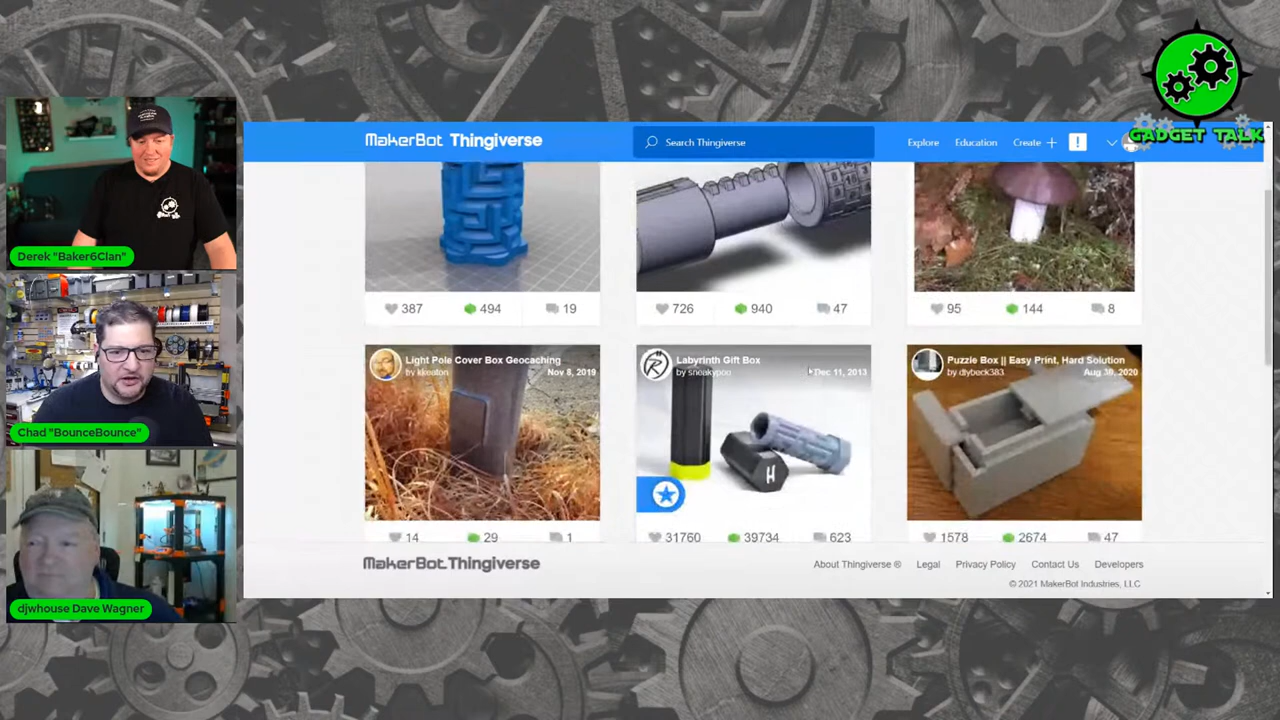 GADGET TALK
MakerBot Thingiverse
Search Thingiverse
Explore
Education
Create +
!
387
494
19
726
940
47
95
144
8
Light Pole Cover Box Geocaching
by kkeaton
Nov 8, 2019
Labyrinth Gift Box
by sneakypoo
Dec 11, 2013
Puzzle Box || Easy Print, Hard Solution
by dlybeck383
Aug 30, 2020
H
14
29
1
31760
39734
623
1578
2674
47
MakerBot Thingiverse
About Thingiverse ®
Legal
Privacy Policy
Contact Us
Developers
© 2021 MakerBot Industries, LLC
Derek "Baker6Clan"
Chad "BounceBounce"
djwhouse Dave Wagner